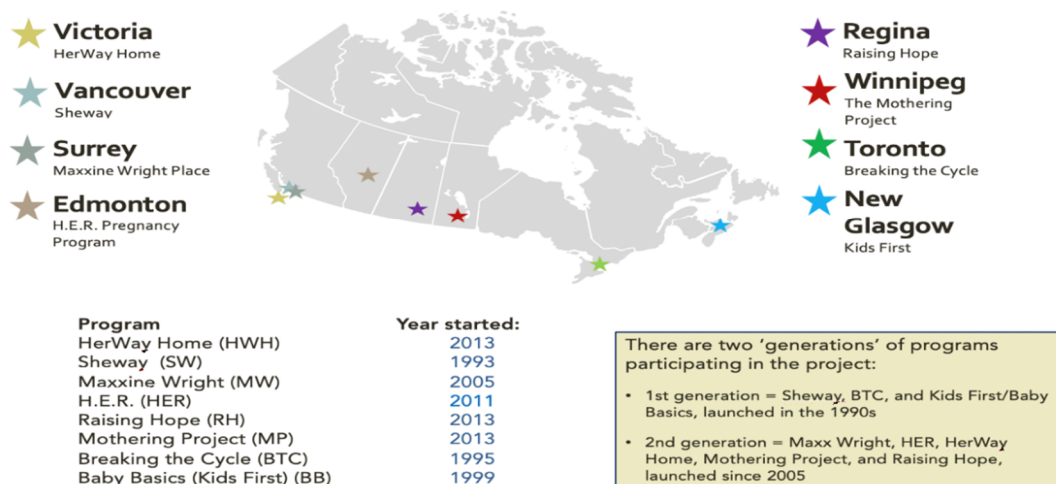 Victoria
HerWay Home
Vancouver
Sheway
Surrey
Maxxine Wright Place
Edmonton
H.E.R. Pregnancy
Program
Regina
Raising Hope
Winnipeg
The Mothering
Project
Toronto
Breaking the Cycle
New
Glasgow
Kids First
Program Year started:
HerWay Home (HWH) 2013
Sheway (SW) 1993
Maxxine Wright (MW) 2005
H.E.R. (HER) 2011
Raising Hope (RH) 2013
Mothering Project (MP) 2013
Breaking the Cycle (BTC) 1995
Baby Basics (Kids First) (BB) 1999
There are two ‘generations’ of programs
participating in the project:
• 1st generation = Sheway, BTC, and Kids First/Baby
Basics, launched in the 1990s
• 2nd generation = Maxx Wright, HER, HerWay
Home, Mothering Project, and Raising Hope,
launched since 2005